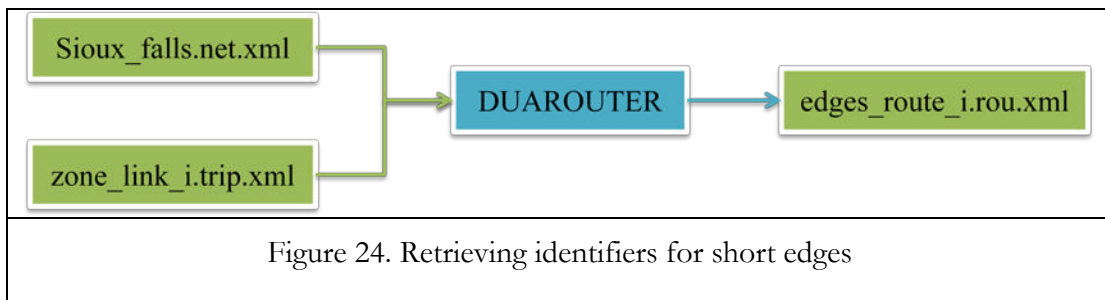 Sioux_falls.net.xml
zone_link_i.trip.xml
DUAROUTER
edges_route_i.rou.xml
Figure 24. Retrieving identifiers for short edges